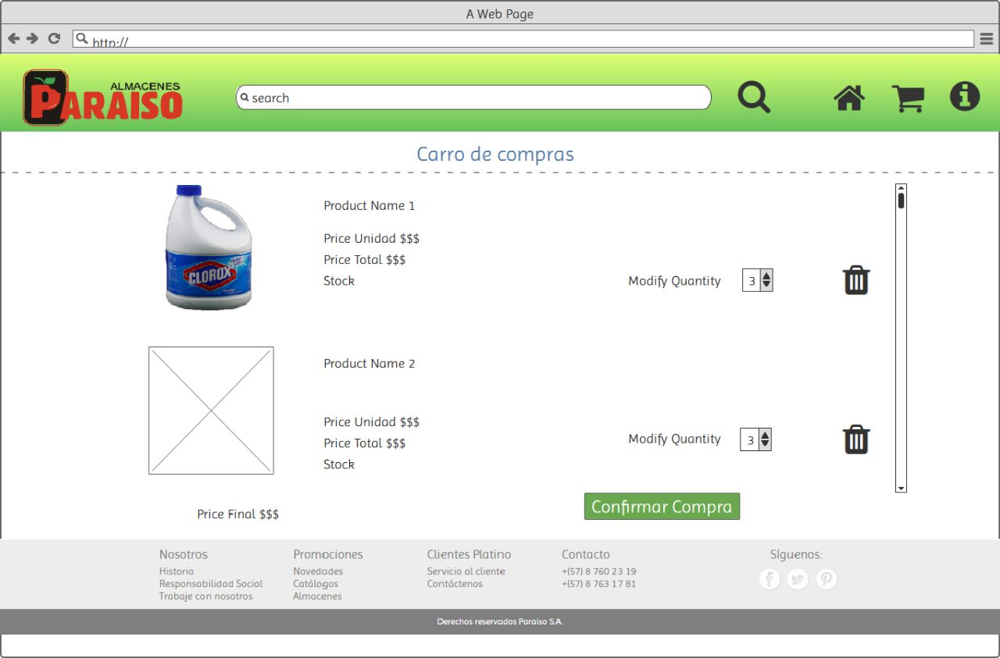 A Web Page
http://
ALMACENES
PARAISO
search
Carro de compras
Product Name 1
Price Unidad $$$
Price Total $$$
Stock
Modify Quantity
3
CLOROX
Product Name 2
Price Unidad $$$
Price Total $$$
Stock
Modify Quantity
3
Price Final $$$
Confirmar Compra
Nosotros
Historia
Responsabilidad Social
Trabaje con nosotros
Promociones
Novedades
Catálogos
Almacenes
Clientes Platino
Servicio al cliente
Contáctenos
Contacto
+(57) 8 760 23 19
+(57) 8 763 17 81
Síguenos:
Derechos reservados Paraiso S.A.